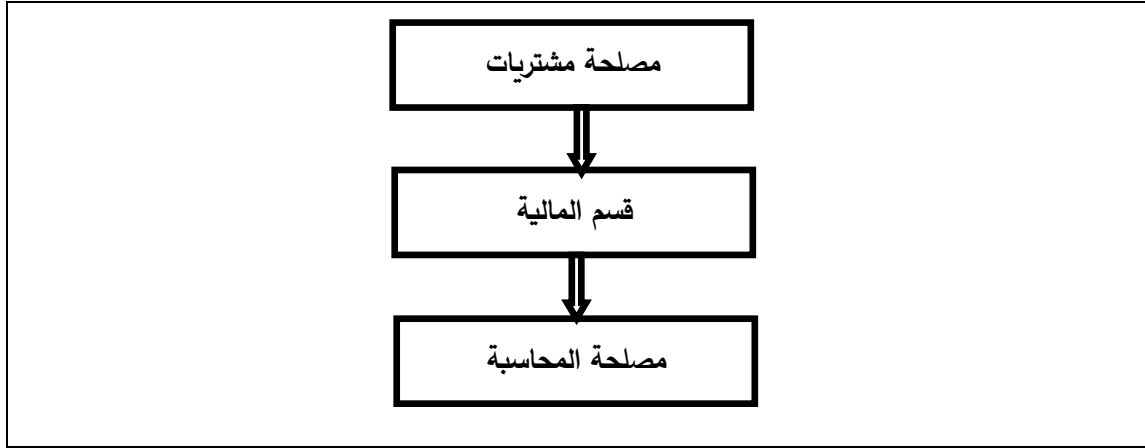 مصلحة مشتريات
قسم المالية
مصلحة المحاسبة